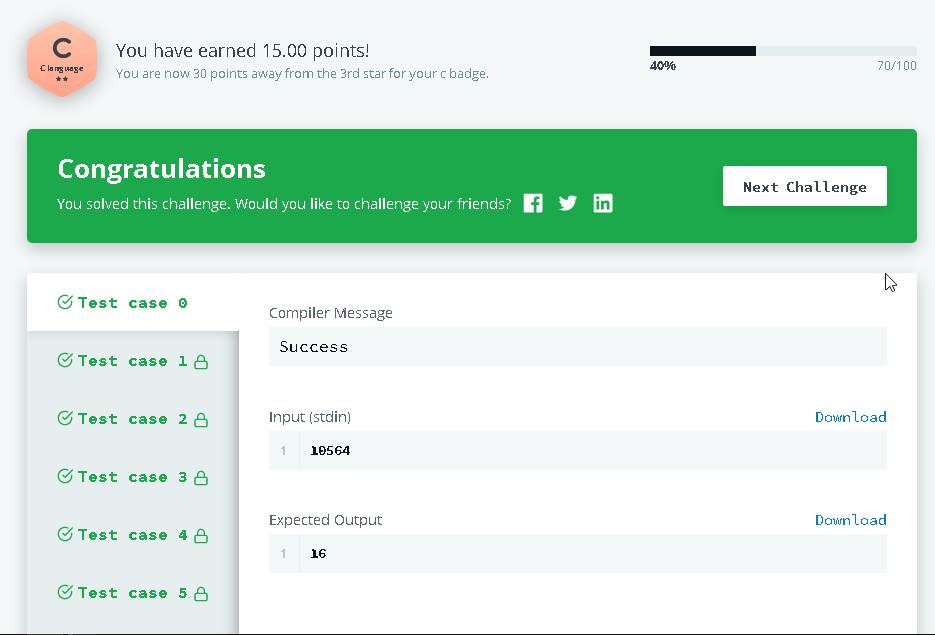 C
C language
You have earned 15.00 points!
You are now 30 points away from the 3rd star for your c badge.
40%
70/100
Congratulations
You solved this challenge. Would you like to challenge your friends?
Next Challenge
Test case 0
Test case 1
Test case 2
Test case 3
Test case 4
Test case 5
Compiler Message
Success
Input (stdin)
Download
1 10564
Expected Output
Download
1 16